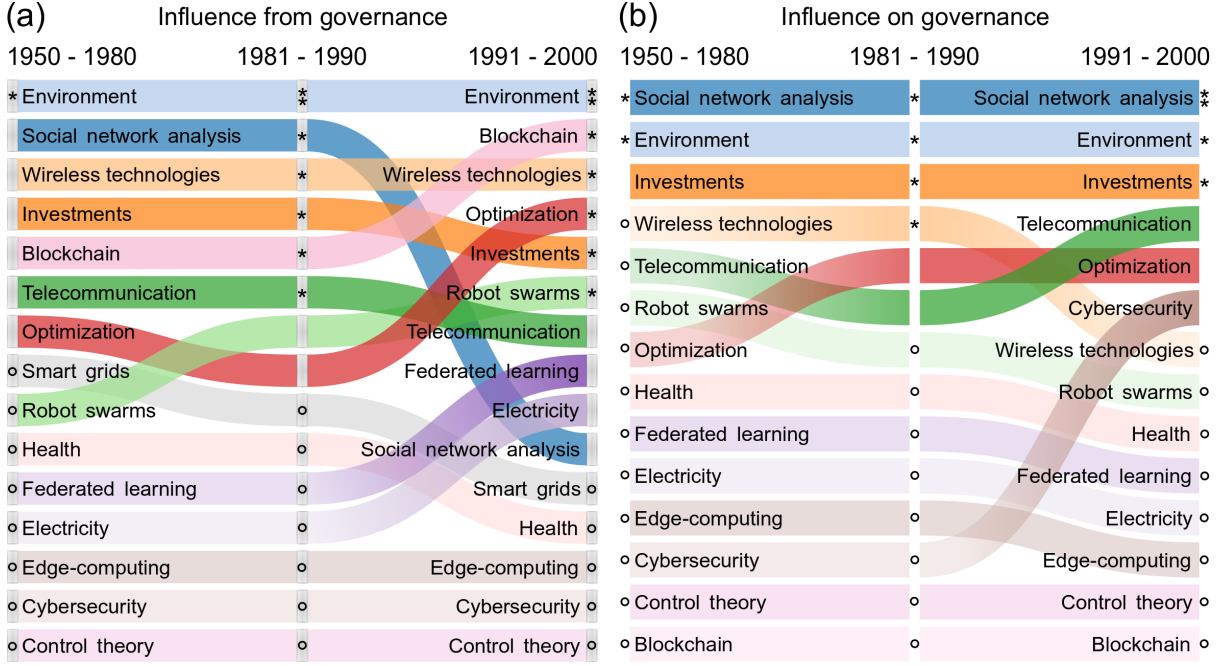 (a) Influence from governance
1950 - 1980 1981 - 1990 1991 - 2000
* Environment ** Environment **
Social network analysis * Blockchain *
Wireless technologies * Wireless technologies *
Investments * Optimization *
Blockchain * Investments *
Telecommunication * Robot swarms *
Optimization Telecommunication
Smart grids Federated learning
Robot swarms Electricity
Health Social network analysis
Federated learning Smart grids
Electricity Health
Edge-computing Edge-computing
Cybersecurity Cybersecurity
Control theory Control theory
(b) Influence on governance
1950 - 1980 1981 - 1990 1991 - 2000
* Social network analysis * Social network analysis **
* Environment * Environment *
Investments * Investments *
Wireless technologies * Telecommunication
Telecommunication Optimization
Robot swarms Cybersecurity
Optimization Wireless technologies
Health Robot swarms
Federated learning Health
Electricity Federated learning
Edge-computing Electricity
Cybersecurity Edge-computing
Control theory Control theory
Blockchain Blockchain